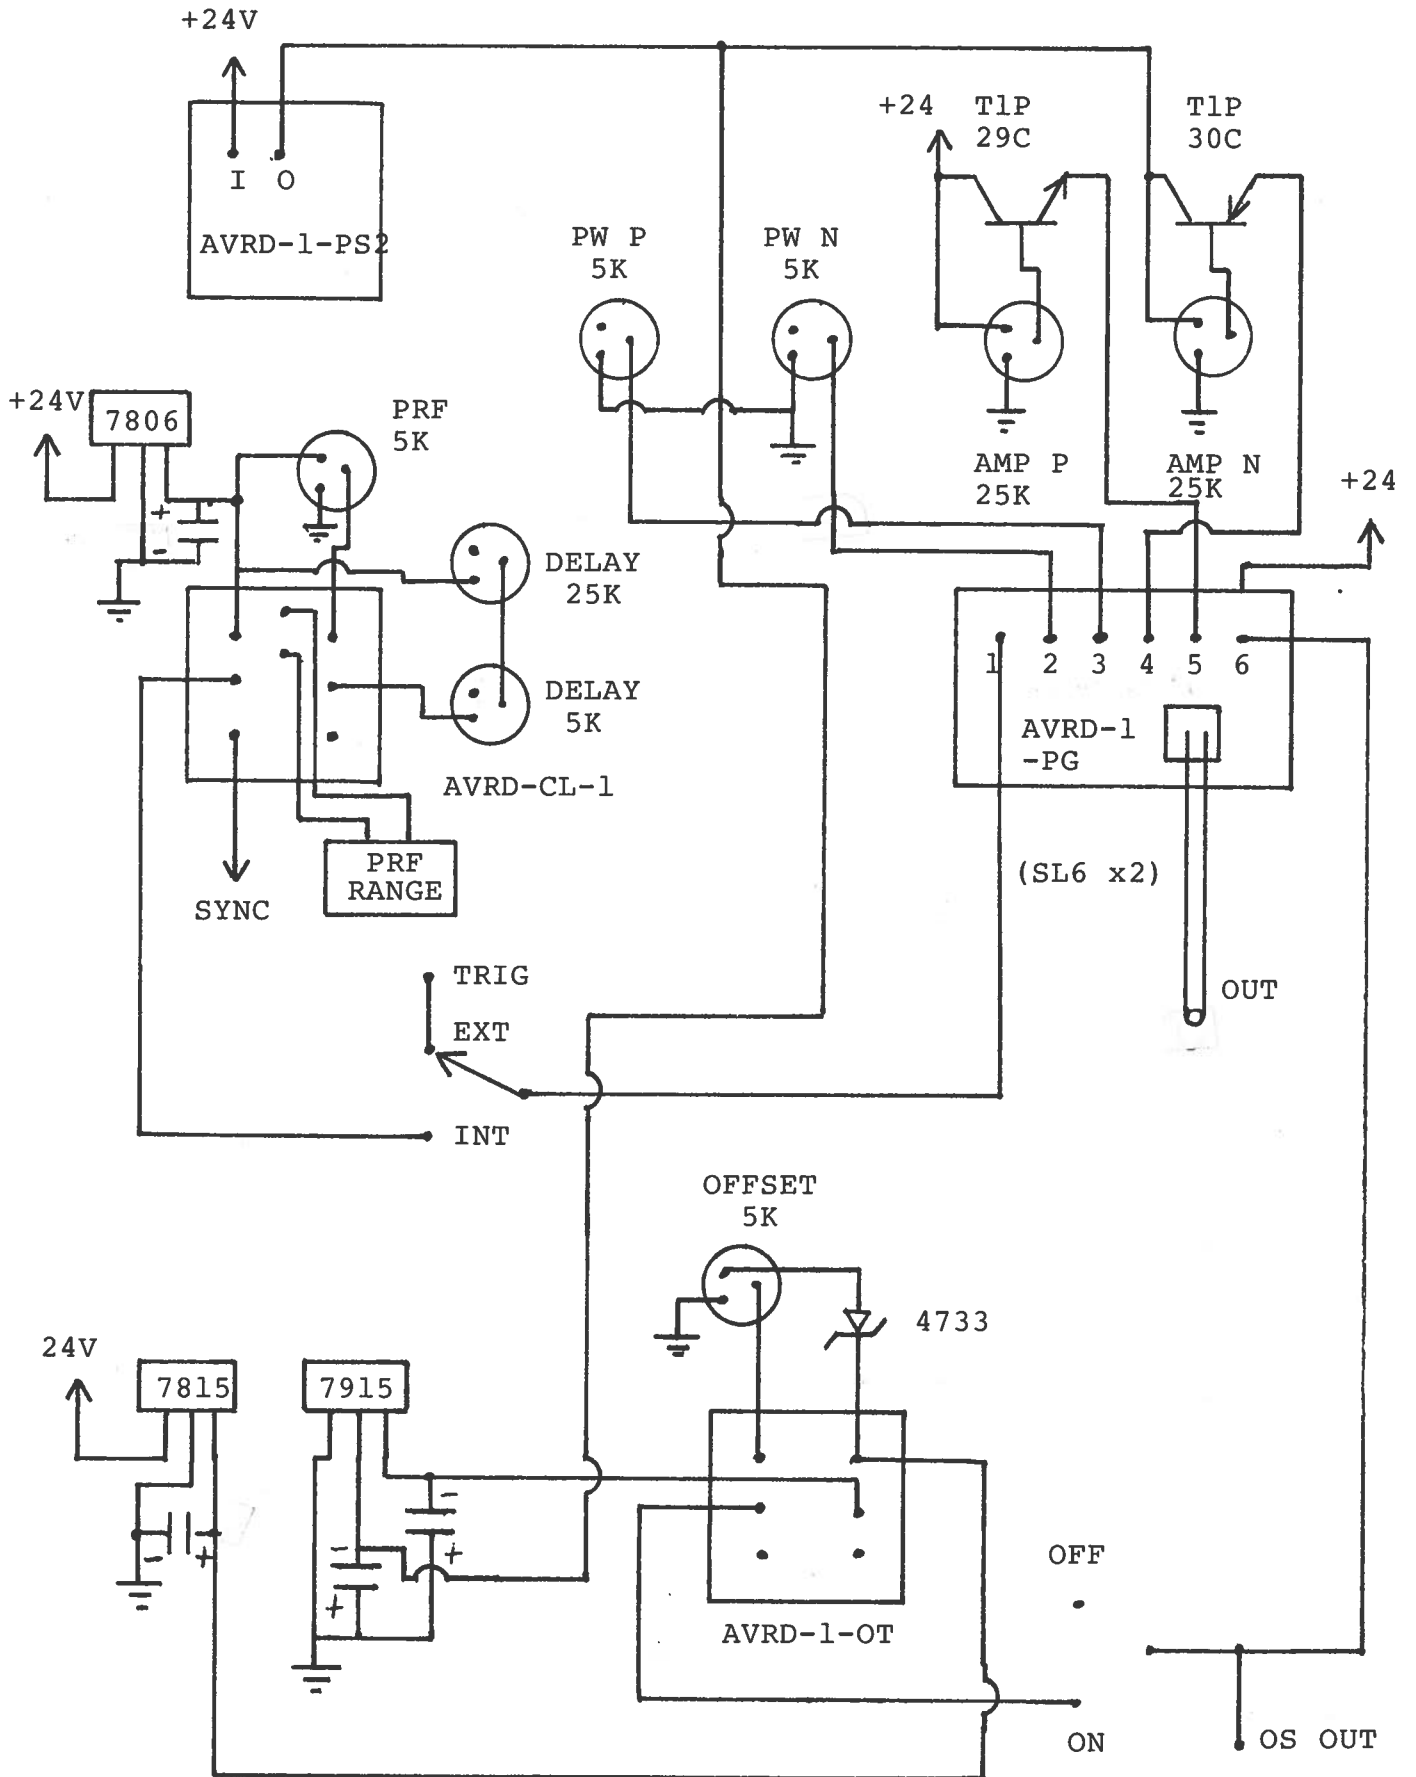 +24V
I O
AVRD-1-PS2
+24
T1P
29C
T1P
30C
PW P
5K
PW N
5K
+24V
7806
+
-
PRF
5K
AMP P
25K
AMP N
25K
+24
DELAY
25K
DELAY
5K
AVRD-CL-1
PRF
RANGE
SYNC
1 2 3 4 5 6
AVRD-1
-PG
(SL6 x2)
OUT
TRIG
EXT
INT
OFFSET
5K
4733
24V
7815
7915
-
+
-
+
-
+
AVRD-1-OT
OFF
ON
OS OUT